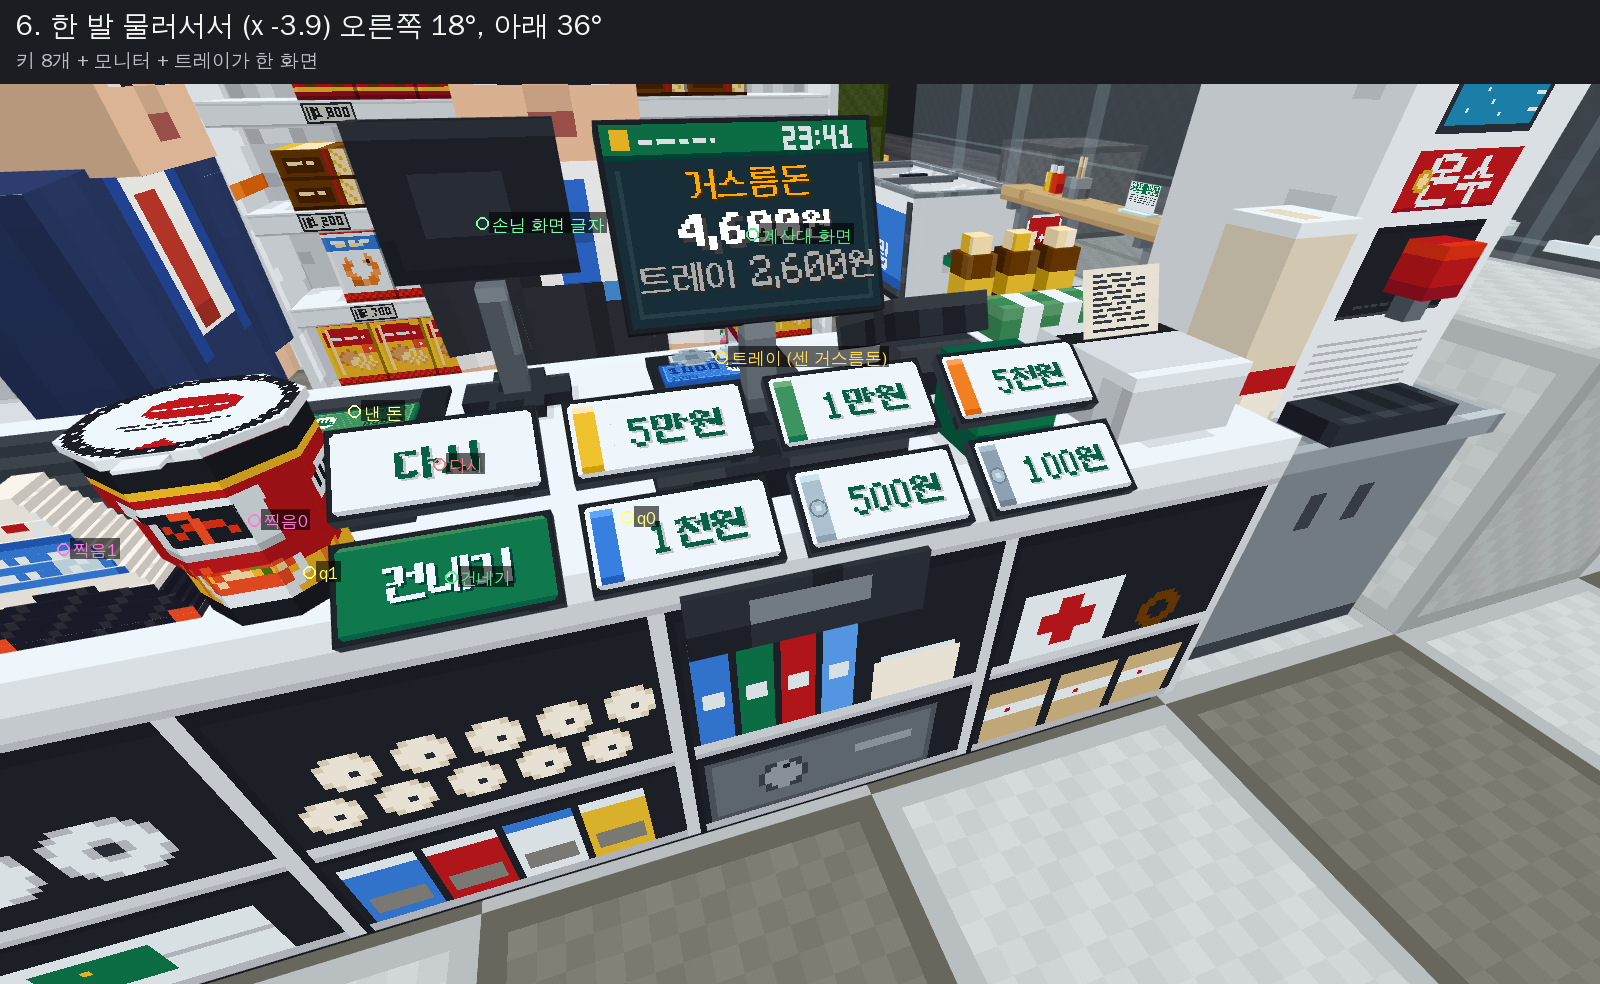 6. 한 발 물러서서 (x -3.9) 오른쪽 18°, 아래 36°
키 8개 + 모니터 + 트레이가 한 화면
23:41
거스름돈
4,600원
트레이 2,600원
손님 화면 글자
계산대 화면
트레이 (센 거스름돈)
낸 돈
온수
다시
다시
5만원
1만원
5천원
건네기
건네기
1천원
500원
100원
찍음0
찍음1
q0
q1